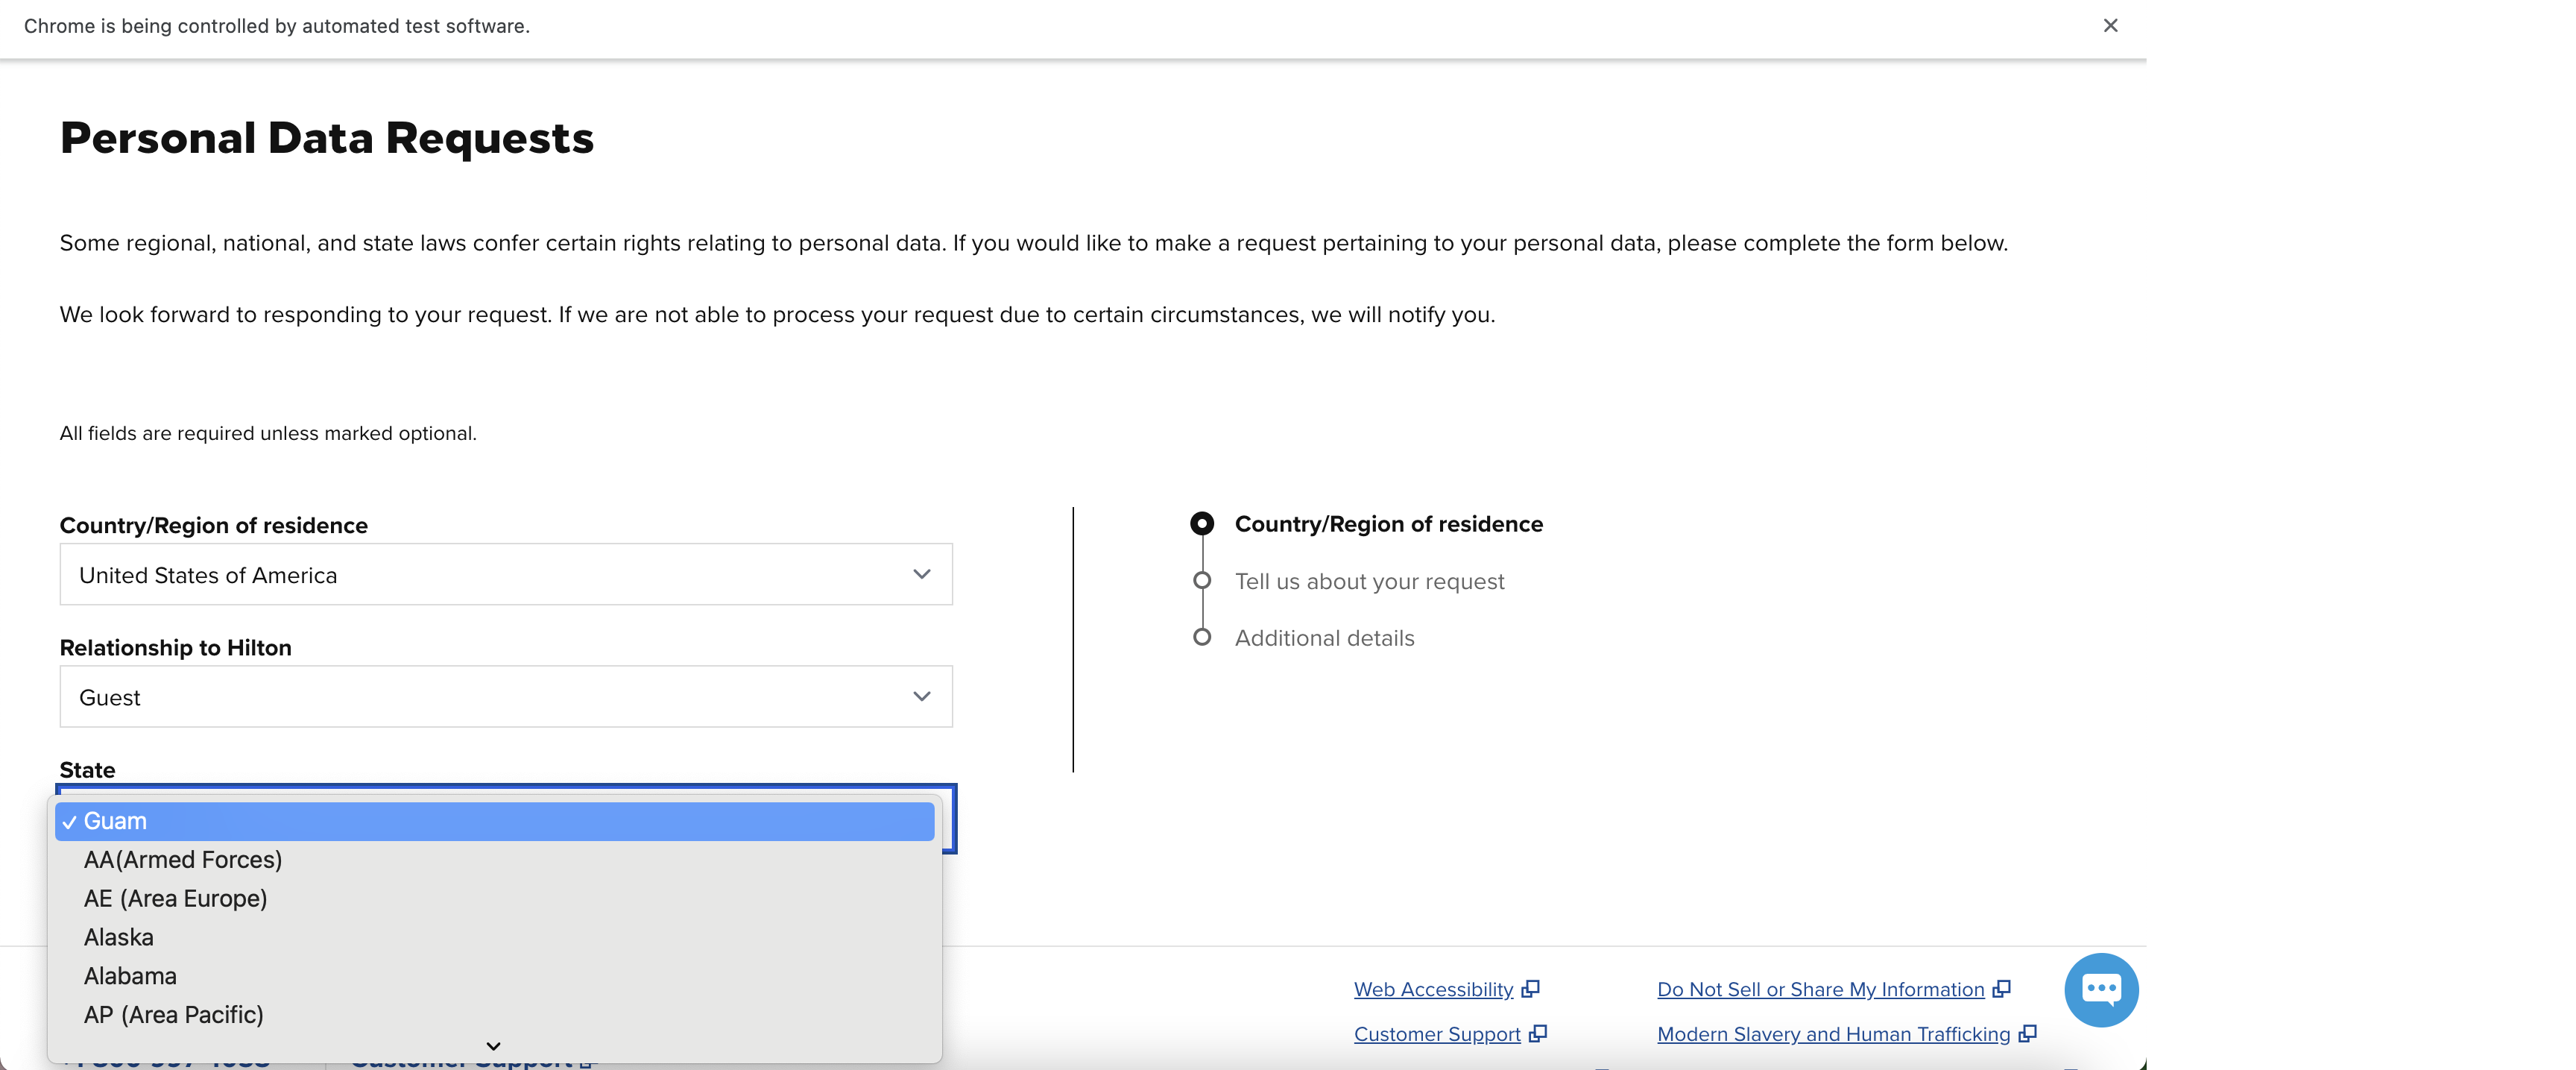 Chrome is being controlled by automated test software.
Personal Data Requests
Some regional, national, and state laws confer certain rights relating to personal data. If you would like to make a request pertaining to your personal data, please complete the form below.
We look forward to responding to your request. If we are not able to process your request due to certain circumstances, we will notify you.
All fields are required unless marked optional.
Country/Region of residence
United States of America
Relationship to Hilton
Guest
State
Guam
AA(Armed Forces)
AE (Area Europe)
Alaska
Alabama
AP (Area Pacific)
Country/Region of residence
Tell us about your request
Additional details
Web Accessibility
Do Not Sell or Share My Information
Customer Support
Modern Slavery and Human Trafficking
Customer Support